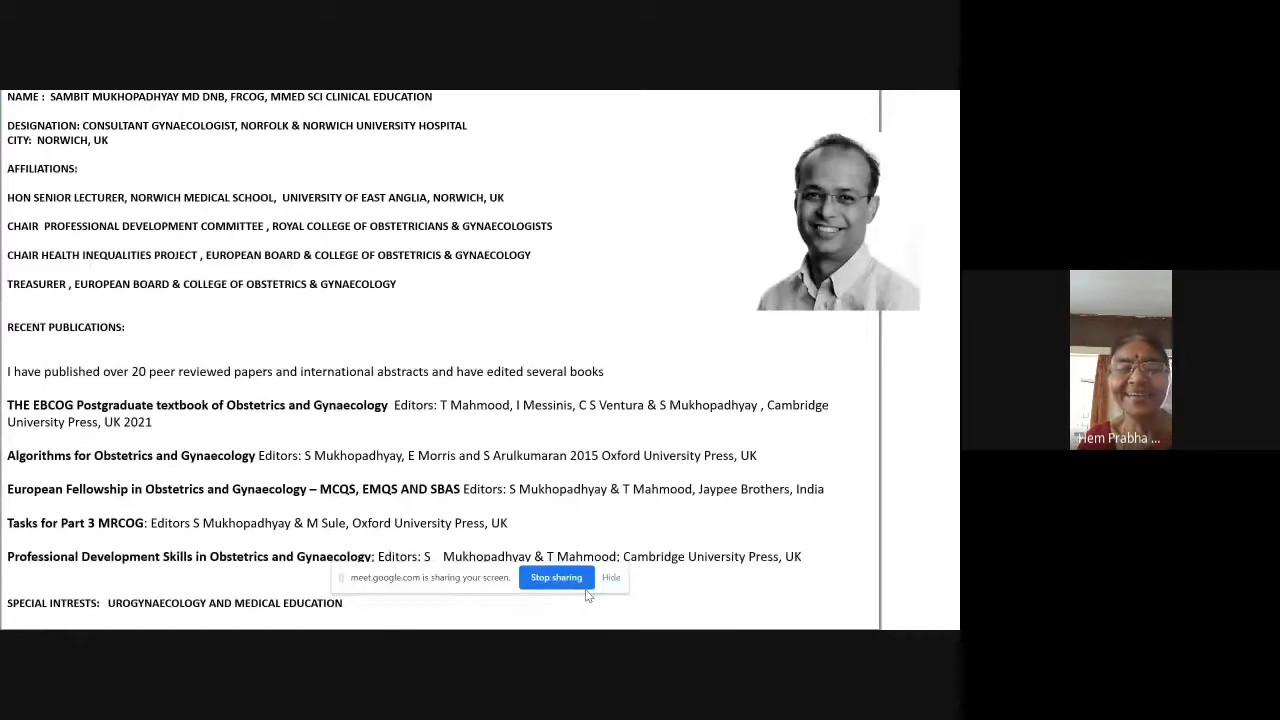 NAME : SAMBIT MUKHOPADHYAY MD DNB, FRCOG, MMED SCI CLINICAL EDUCATION
DESIGNATION: CONSULTANT GYNAECOLOGIST, NORFOLK & NORWICH UNIVERSITY HOSPITAL
CITY: NORWICH, UK
AFFILIATIONS:
HON SENIOR LECTURER, NORWICH MEDICAL SCHOOL, UNIVERSITY OF EAST ANGLIA, NORWICH, UK
CHAIR PROFESSIONAL DEVELOPMENT COMMITTEE , ROYAL COLLEGE OF OBSTETRICIANS & GYNAECOLOGISTS
CHAIR HEALTH INEQUALITIES PROJECT , EUROPEAN BOARD & COLLEGE OF OBSTETRICIS & GYNAECOLOGY
TREASURER , EUROPEAN BOARD & COLLEGE OF OBSTETRICS & GYNAECOLOGY
RECENT PUBLICATIONS:
I have published over 20 peer reviewed papers and international abstracts and have edited several books
THE EBCOG Postgraduate textbook of Obstetrics and Gynaecology Editors: T Mahmood, I Messinis, C S Ventura & S Mukhopadhyay , Cambridge
University Press, UK 2021
Algorithms for Obstetrics and Gynaecology Editors: S Mukhopadhyay, E Morris and S Arulkumaran 2015 Oxford University Press, UK
European Fellowship in Obstetrics and Gynaecology – MCQS, EMQS AND SBAS Editors: S Mukhopadhyay & T Mahmood, Jaypee Brothers, India
Tasks for Part 3 MRCOG: Editors S Mukhopadhyay & M Sule, Oxford University Press, UK
Professional Development Skills in Obstetrics and Gynaecology; Editors: S Mukhopadhyay & T Mahmood; Cambridge University Press, UK
meet.google.com is sharing your screen. Stop sharing Hide
SPECIAL INTRESTS: UROGYNAECOLOGY AND MEDICAL EDUCATION
Hem Prabha ...